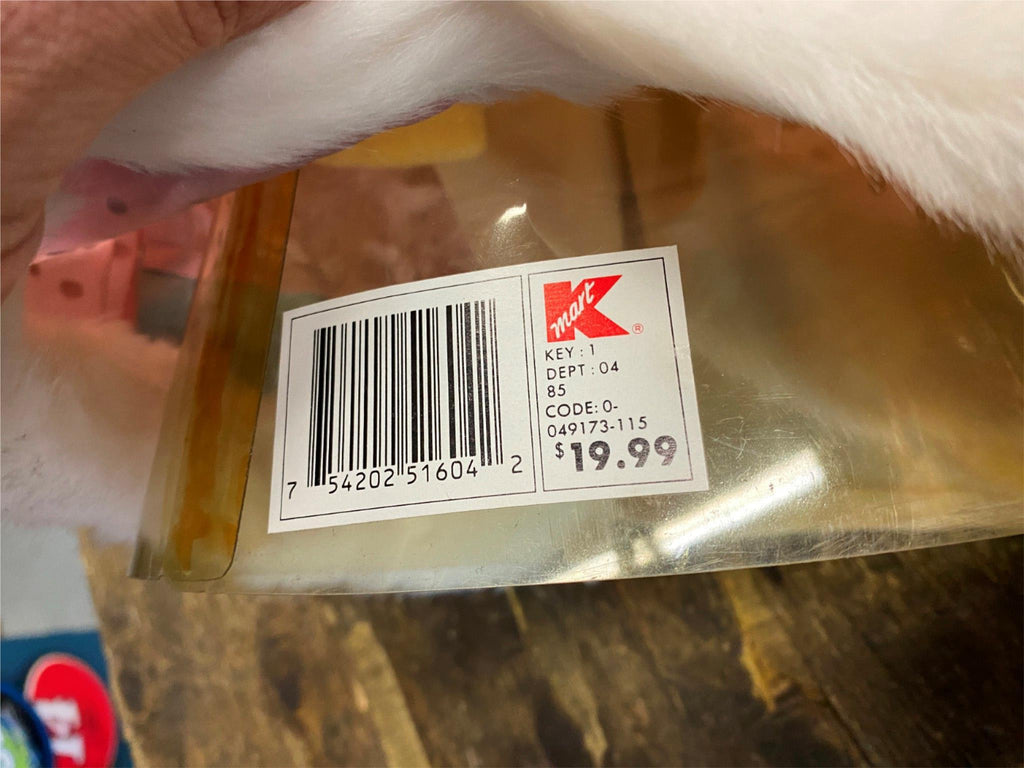 K
mart
®
KEY : 1
DEPT : 04
85
CODE: 0-
049173-115
$19.99
7 54202 51604 2